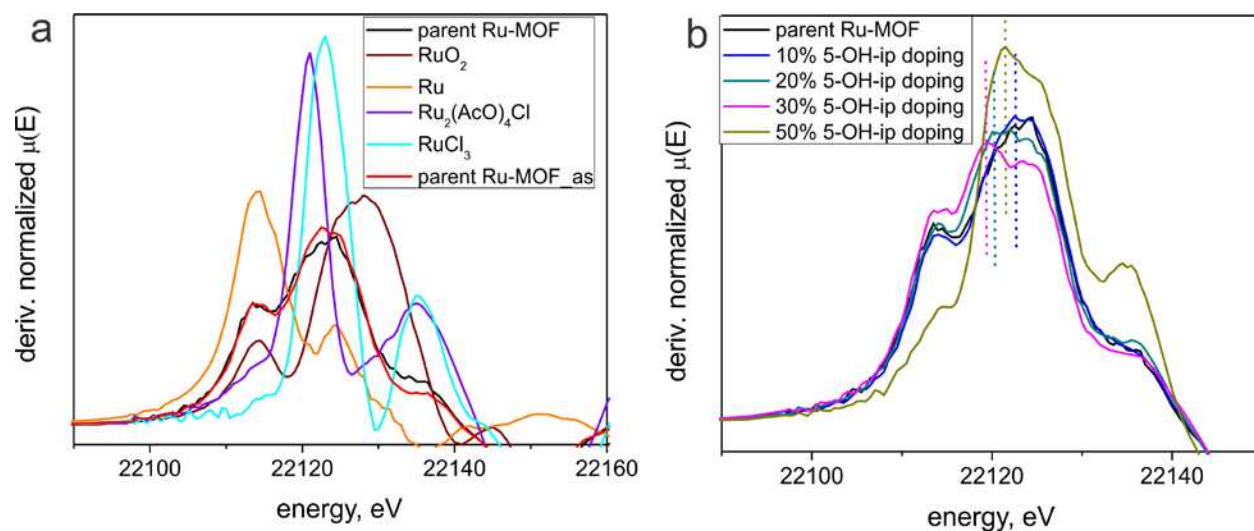 a
parent Ru-MOF
RuO₂
Ru
Ru₂(AcO)₄Cl
RuCl₃
parent Ru-MOF_as
deriv. normalized μ(E)
22100 22120 22140 22160
energy, eV
b
parent Ru-MOF
10% 5-OH-ip doping
20% 5-OH-ip doping
30% 5-OH-ip doping
50% 5-OH-ip doping
deriv. normalized μ(E)
22100 22120 22140
energy, eV